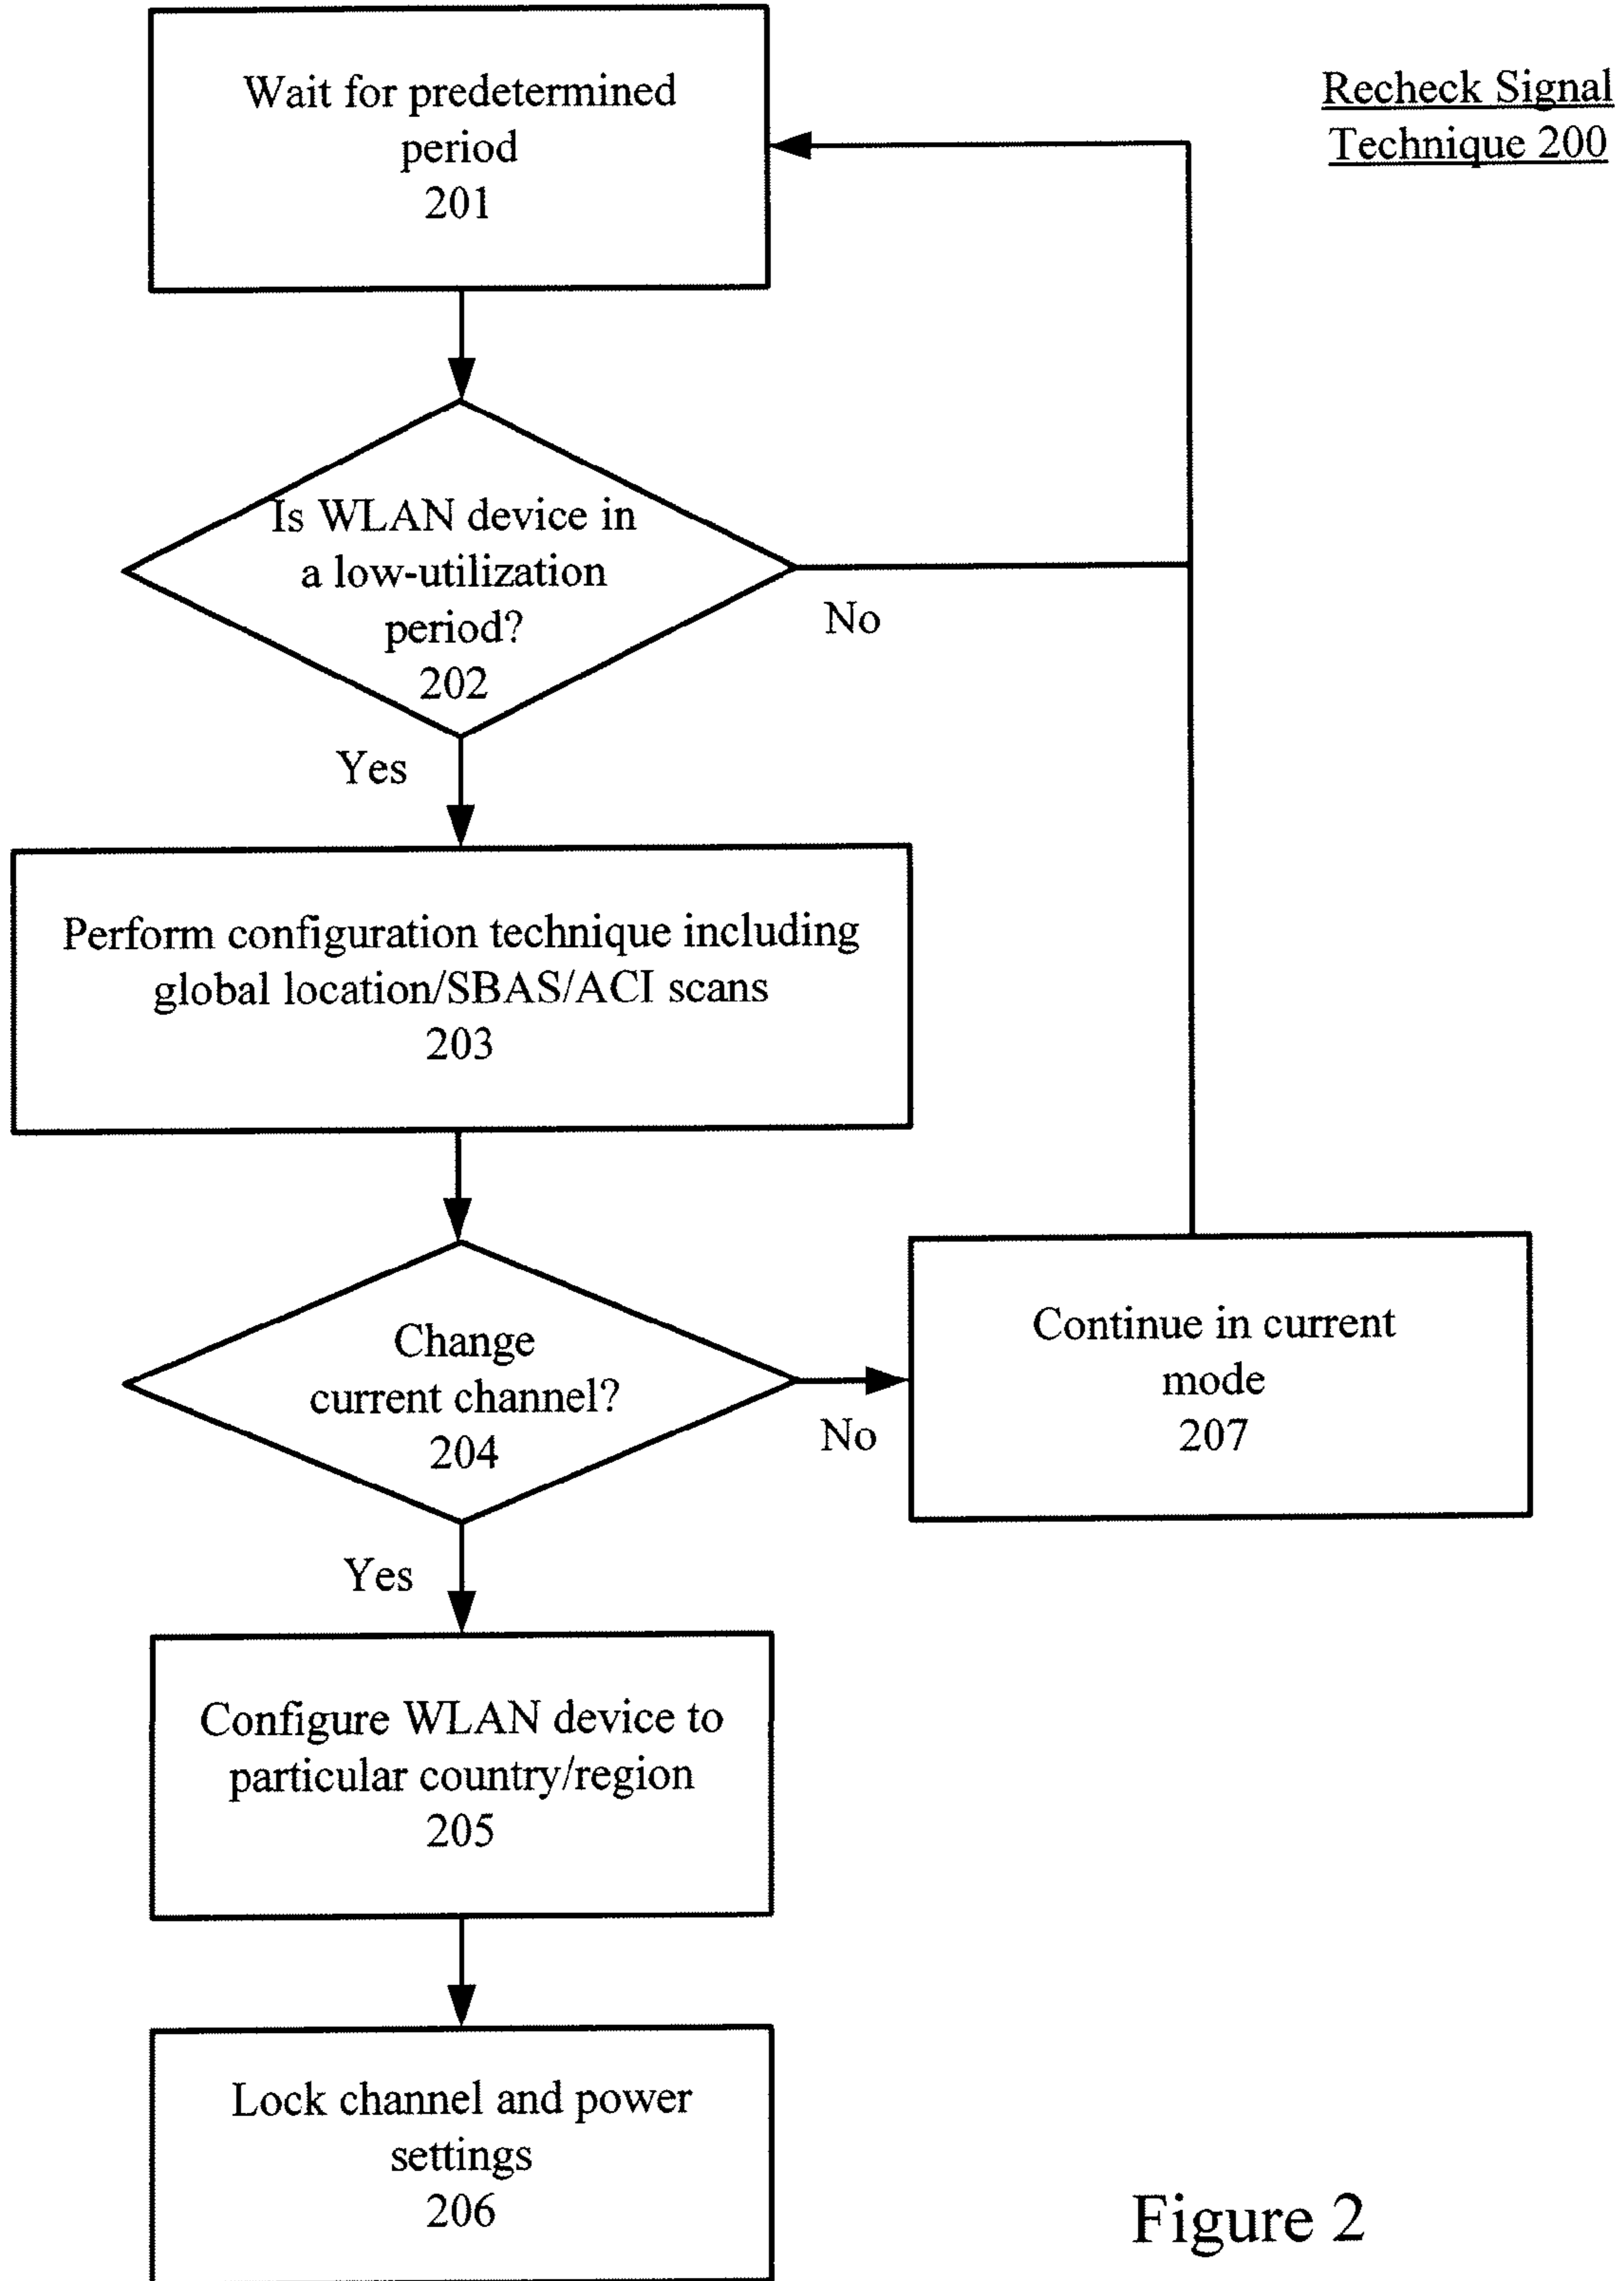 Recheck Signal
Technique 200
Wait for predetermined
period
201
Is WLAN device in
a low-utilization
period?
202
No
Yes
Perform configuration technique including
global location/SBAS/ACI scans
203
Change
current channel?
204
No
Continue in current
mode
207
Yes
Configure WLAN device to
particular country/region
205
Lock channel and power
settings
206
Figure 2